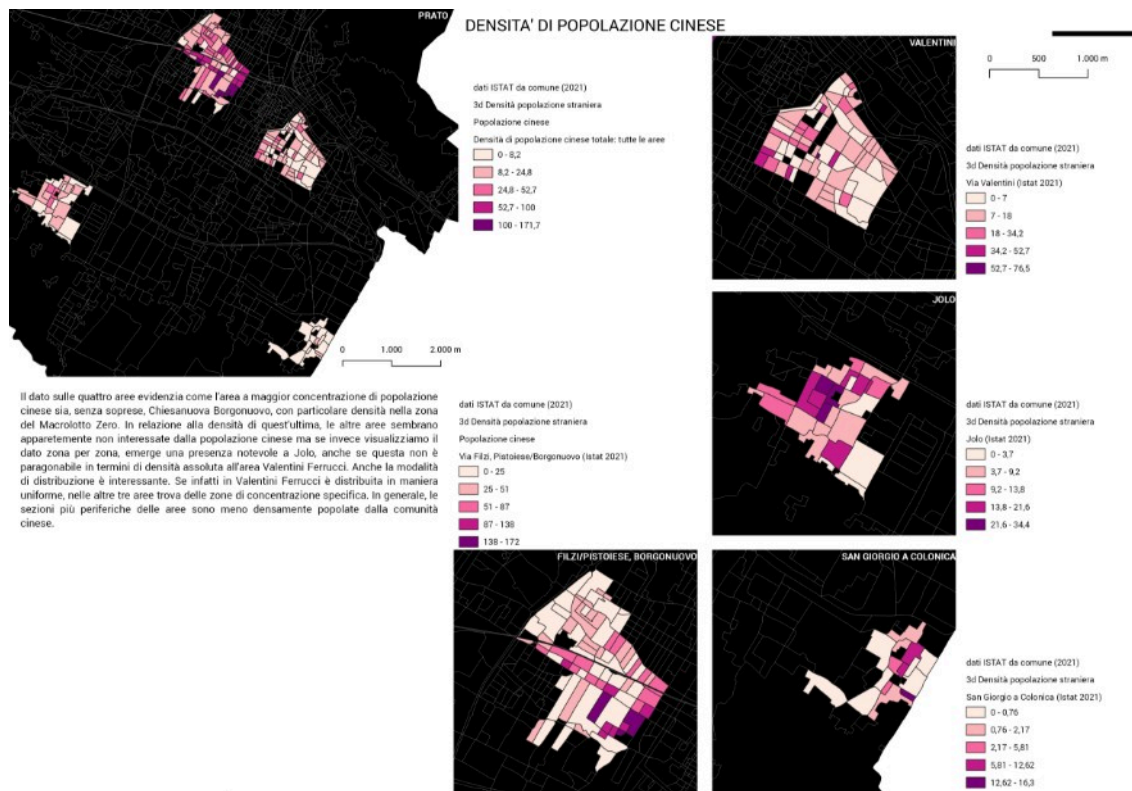 PRATO
DENSITA' DI POPOLAZIONE CINESE
dati ISTAT da comune (2021)
3d Densità popolazione straniera
Popolazione cinese
Densità di popolazione cinese totale: tutte le aree
0 - 8,2
8,2 - 24,8
24,8 - 52,7
52,7 - 100
100 - 171,7
0 1.000 2.000 m
VALENTINI
0 500 1.000 m
dati ISTAT da comune (2021)
3d Densità popolazione straniera
Via Valentini (Istat 2021)
0 - 7
7 - 18
18 - 34,2
34,2 - 52,7
52,7 - 76,5
Il dato sulle quattro aree evidenzia come l'area a maggior concentrazione di popolazione
cinese sia, senza soprese, Chiesanuova Borgonuovo, con particolare densità nella zona
del Macrolotto Zero. In relazione alla densità di quest'ultima, le altre aree sembrano
apparetemente non interessate dalla popolazione cinese ma se invece visualizziamo il
dato zona per zona, emerge una presenza notevole a Jolo, anche se questa non è
paragonabile in termini di densità assoluta all'area Valentini Ferrucci. Anche la modalità
di distribuzione è interessante. Se infatti in Valentini Ferrucci è distribuita in maniera
uniforme, nelle altre tre aree trova delle zone di concentrazione specifica. In generale, le
sezioni più periferiche delle aree sono meno densamente popolate dalla comunità
cinese.
JOLO
dati ISTAT da comune (2021)
3d Densità popolazione straniera
Jolo (Istat 2021)
0 - 3,7
3,7 - 9,2
9,2 - 13,8
13,8 - 21,6
21,6 - 34,4
dati ISTAT da comune (2021)
3d Densità popolazione straniera
Popolazione cinese
Via Filzi, Pistoiese/Borgonuovo (Istat 2021)
0 - 25
25 - 51
51 - 87
87 - 138
138 - 172
FILZI/PISTOIESE, BORGONUOVO
SAN GIORGIO A COLONICA
dati ISTAT da comune (2021)
3d Densità popolazione straniera
San Giorgio a Colonica (Istat 2021)
0 - 0,76
0,76 - 2,17
2,17 - 5,81
5,81 - 12,62
12,62 - 16,3